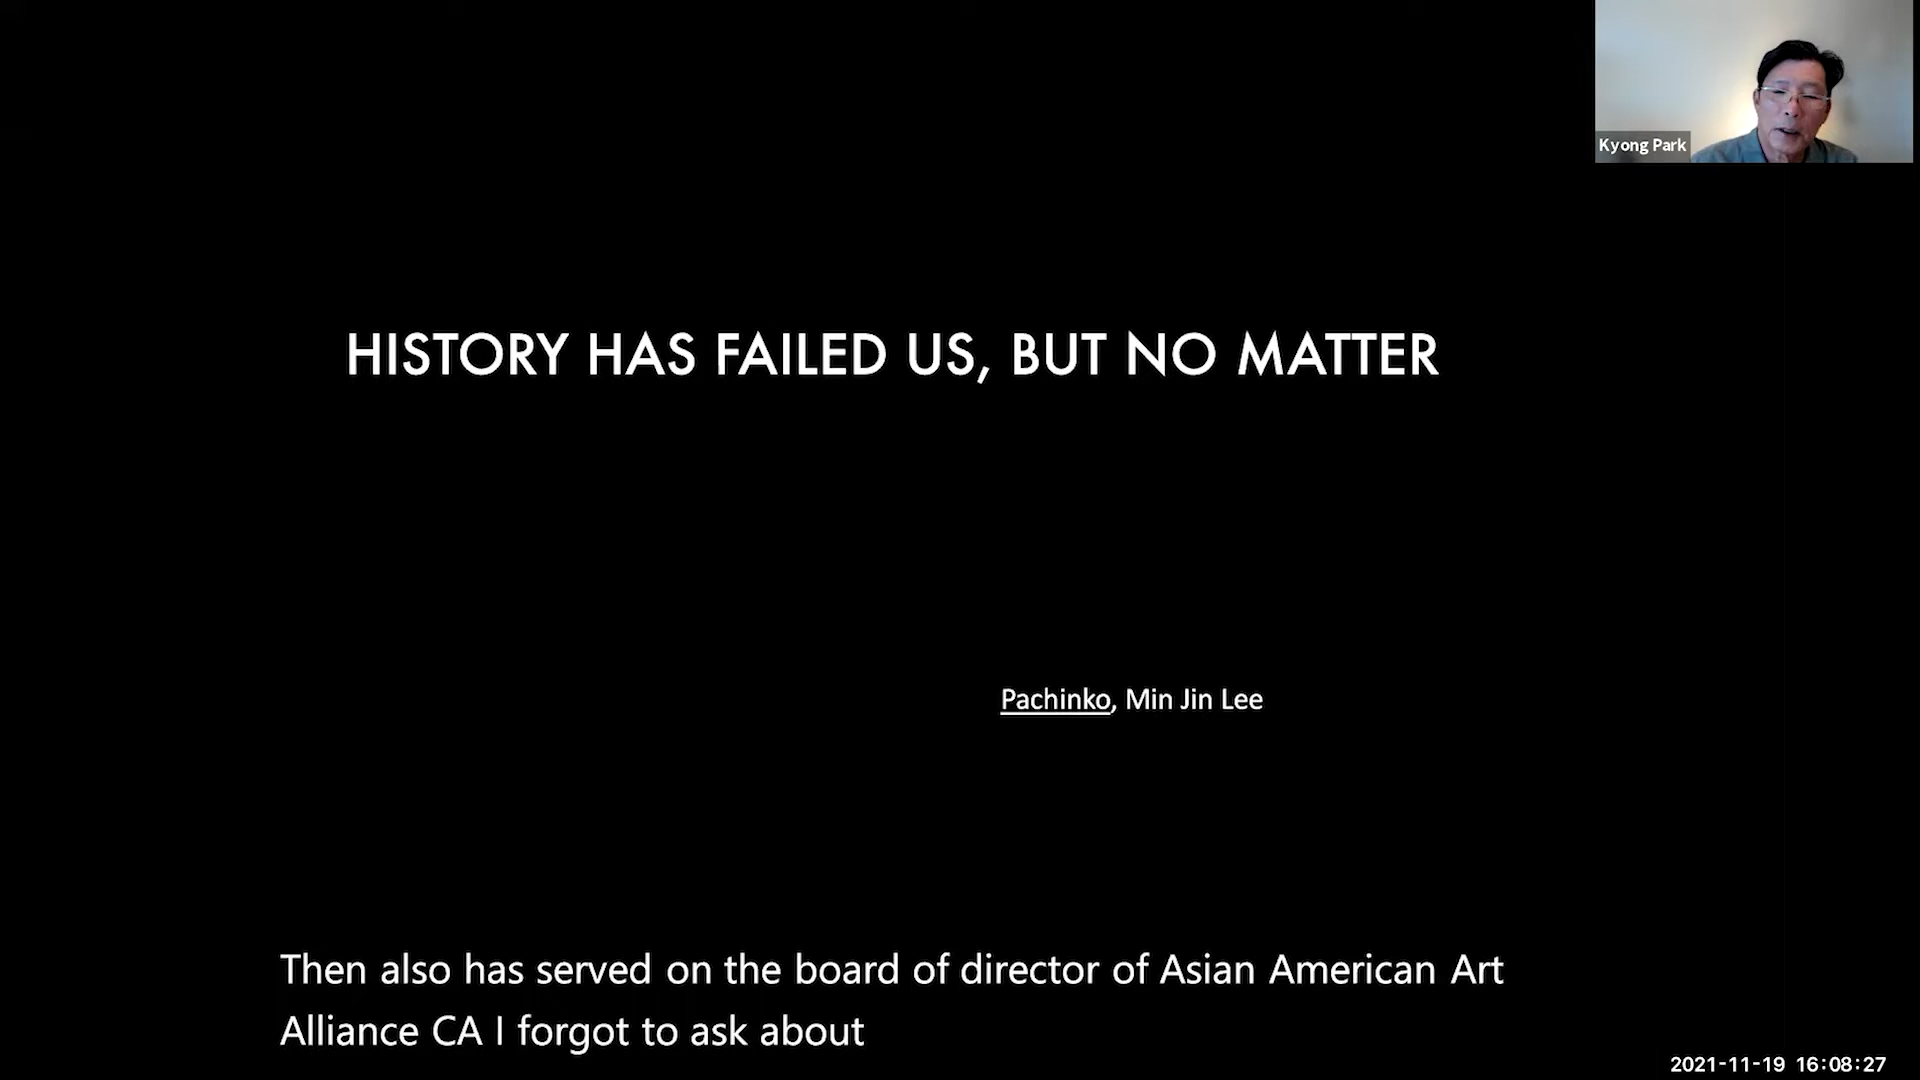 Kyong Park
HISTORY HAS FAILED US, BUT NO MATTER
Pachinko, Min Jin Lee
Then also has served on the board of director of Asian American Art
Alliance CA I forgot to ask about
2021-11-19 16:08:27